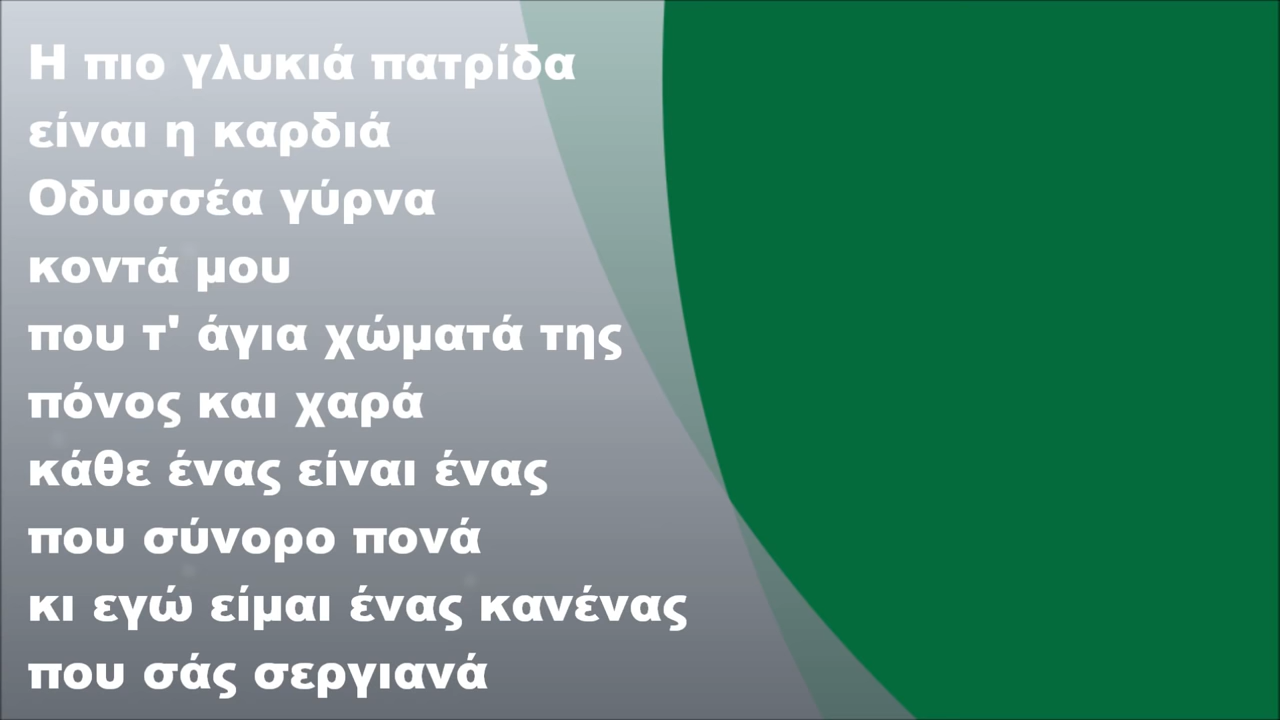 Η πιο γλυκιά πατρίδα
είναι η καρδιά
Οδυσσέα γύρνα
κοντά μου
που τ' άγια χώματά της
πόνος και χαρά
κάθε ένας είναι ένας
που σύνορο πονά
κι εγώ είμαι ένας κανένας
που σάς σεργιανά